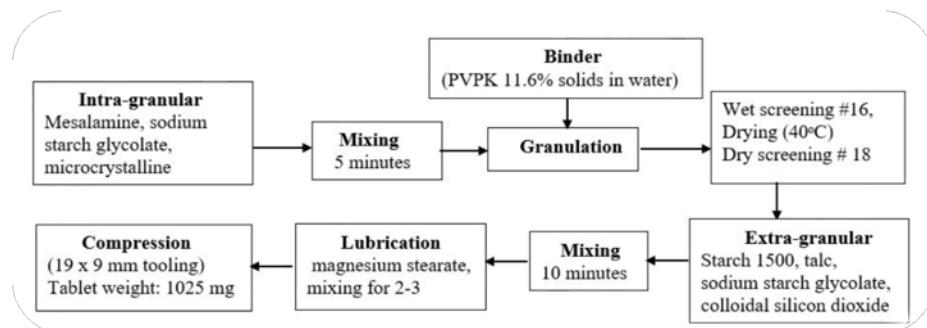 Intra-granular
Mesalamine, sodium
starch glycolate,
microcrystalline
Mixing
5 minutes
Binder
(PVPK 11.6% solids in water)
Granulation
Wet screening #16,
Drying (40ºC)
Dry screening # 18
Extra-granular
Starch 1500, talc,
sodium starch glycolate,
colloidal silicon dioxide
Mixing
10 minutes
Lubrication
magnesium stearate,
mixing for 2-3
Compression
(19 x 9 mm tooling)
Tablet weight: 1025 mg